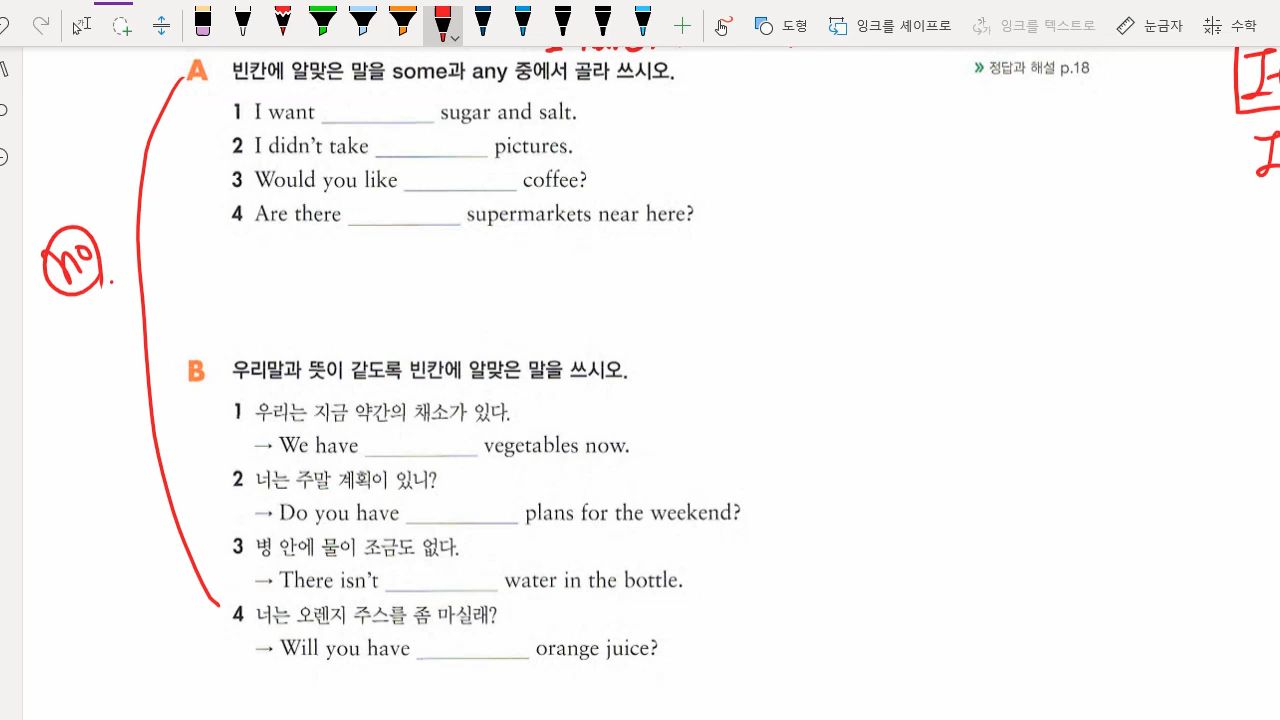 도형 잉크를 셰이프로 잉크를 텍스트로 눈금자 수학
A 빈칸에 알맞은 말을 some과 any 중에서 골라 쓰시오.
» 정답과 해설 p.18
1 I want __________ sugar and salt.
2 I didn't take __________ pictures.
3 Would you like __________ coffee?
4 Are there __________ supermarkets near here?
no.
B 우리말과 뜻이 같도록 빈칸에 알맞은 말을 쓰시오.
1 우리는 지금 약간의 채소가 있다.
→ We have __________ vegetables now.
2 너는 주말 계획이 있니?
→ Do you have __________ plans for the weekend?
3 병 안에 물이 조금도 없다.
→ There isn't __________ water in the bottle.
4 너는 오렌지 주스를 좀 마실래?
→ Will you have __________ orange juice?